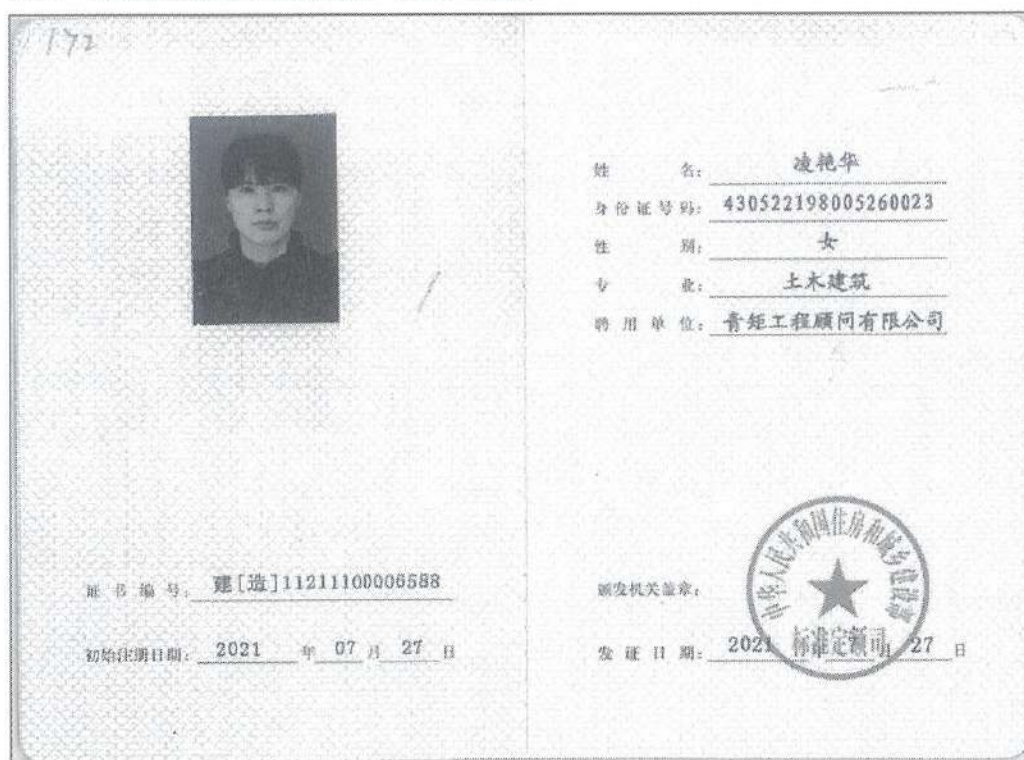 172
姓名: 凌艳华
身份证号码: 430522198005260023
性别: 女
专业: 土木建筑
聘用单位: 青矩工程顾问有限公司
证书编号: 建[造]11211100006588
初始注册日期: 2021 年 07 月 27 日
颁发机关盖章:
中华人民共和国住房和城乡建设部
标准定额司
发证日期: 2021 月 27 日